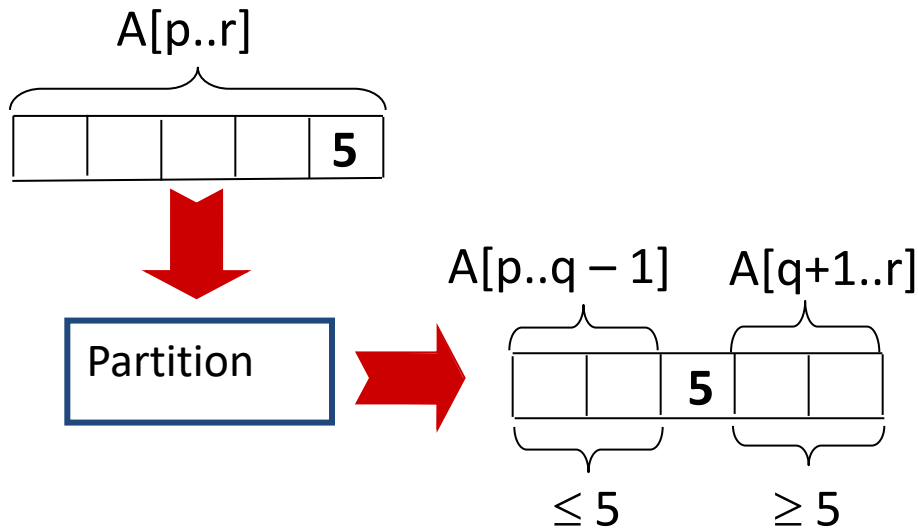 A[p..r]
5
Partition
A[p..q – 1] A[q+1..r]
5
≤ 5 ≥ 5